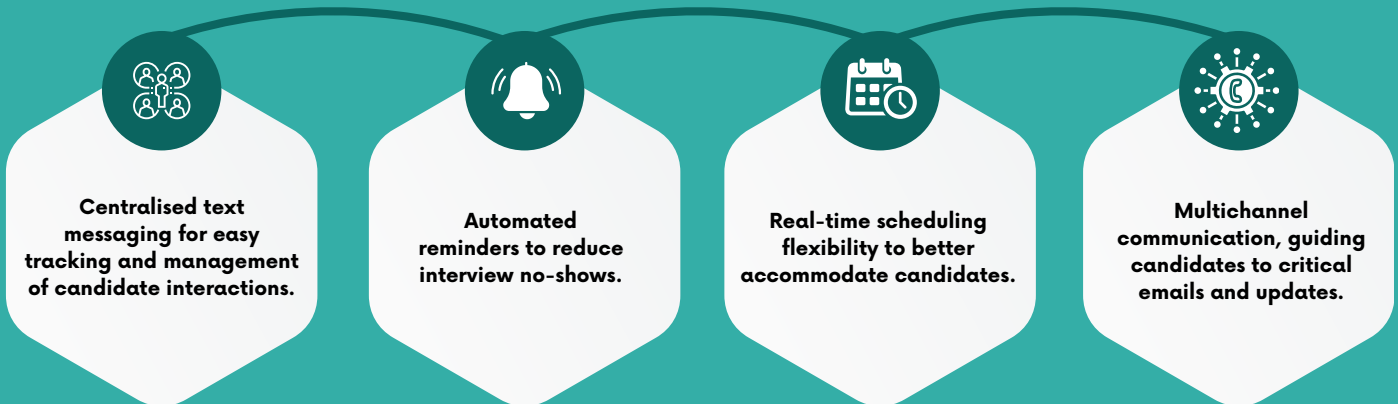 Centralised text
messaging for easy
tracking and management
of candidate interactions.
Automated
reminders to reduce
interview no-shows.
Real-time scheduling
flexibility to better
accommodate candidates.
Multichannel
communication, guiding
candidates to critical
emails and updates.